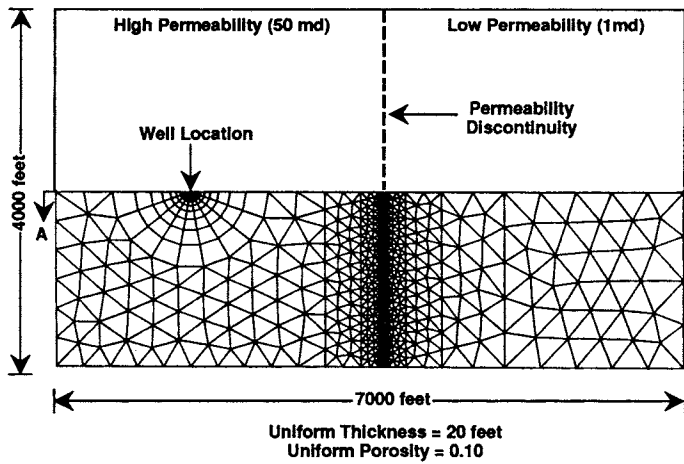 High Permeability (50 md)
Low Permeability (1md)
Well Location
Permeability
Discontinuity
4000 feet
A
7000 feet
Uniform Thickness = 20 feet
Uniform Porosity = 0.10